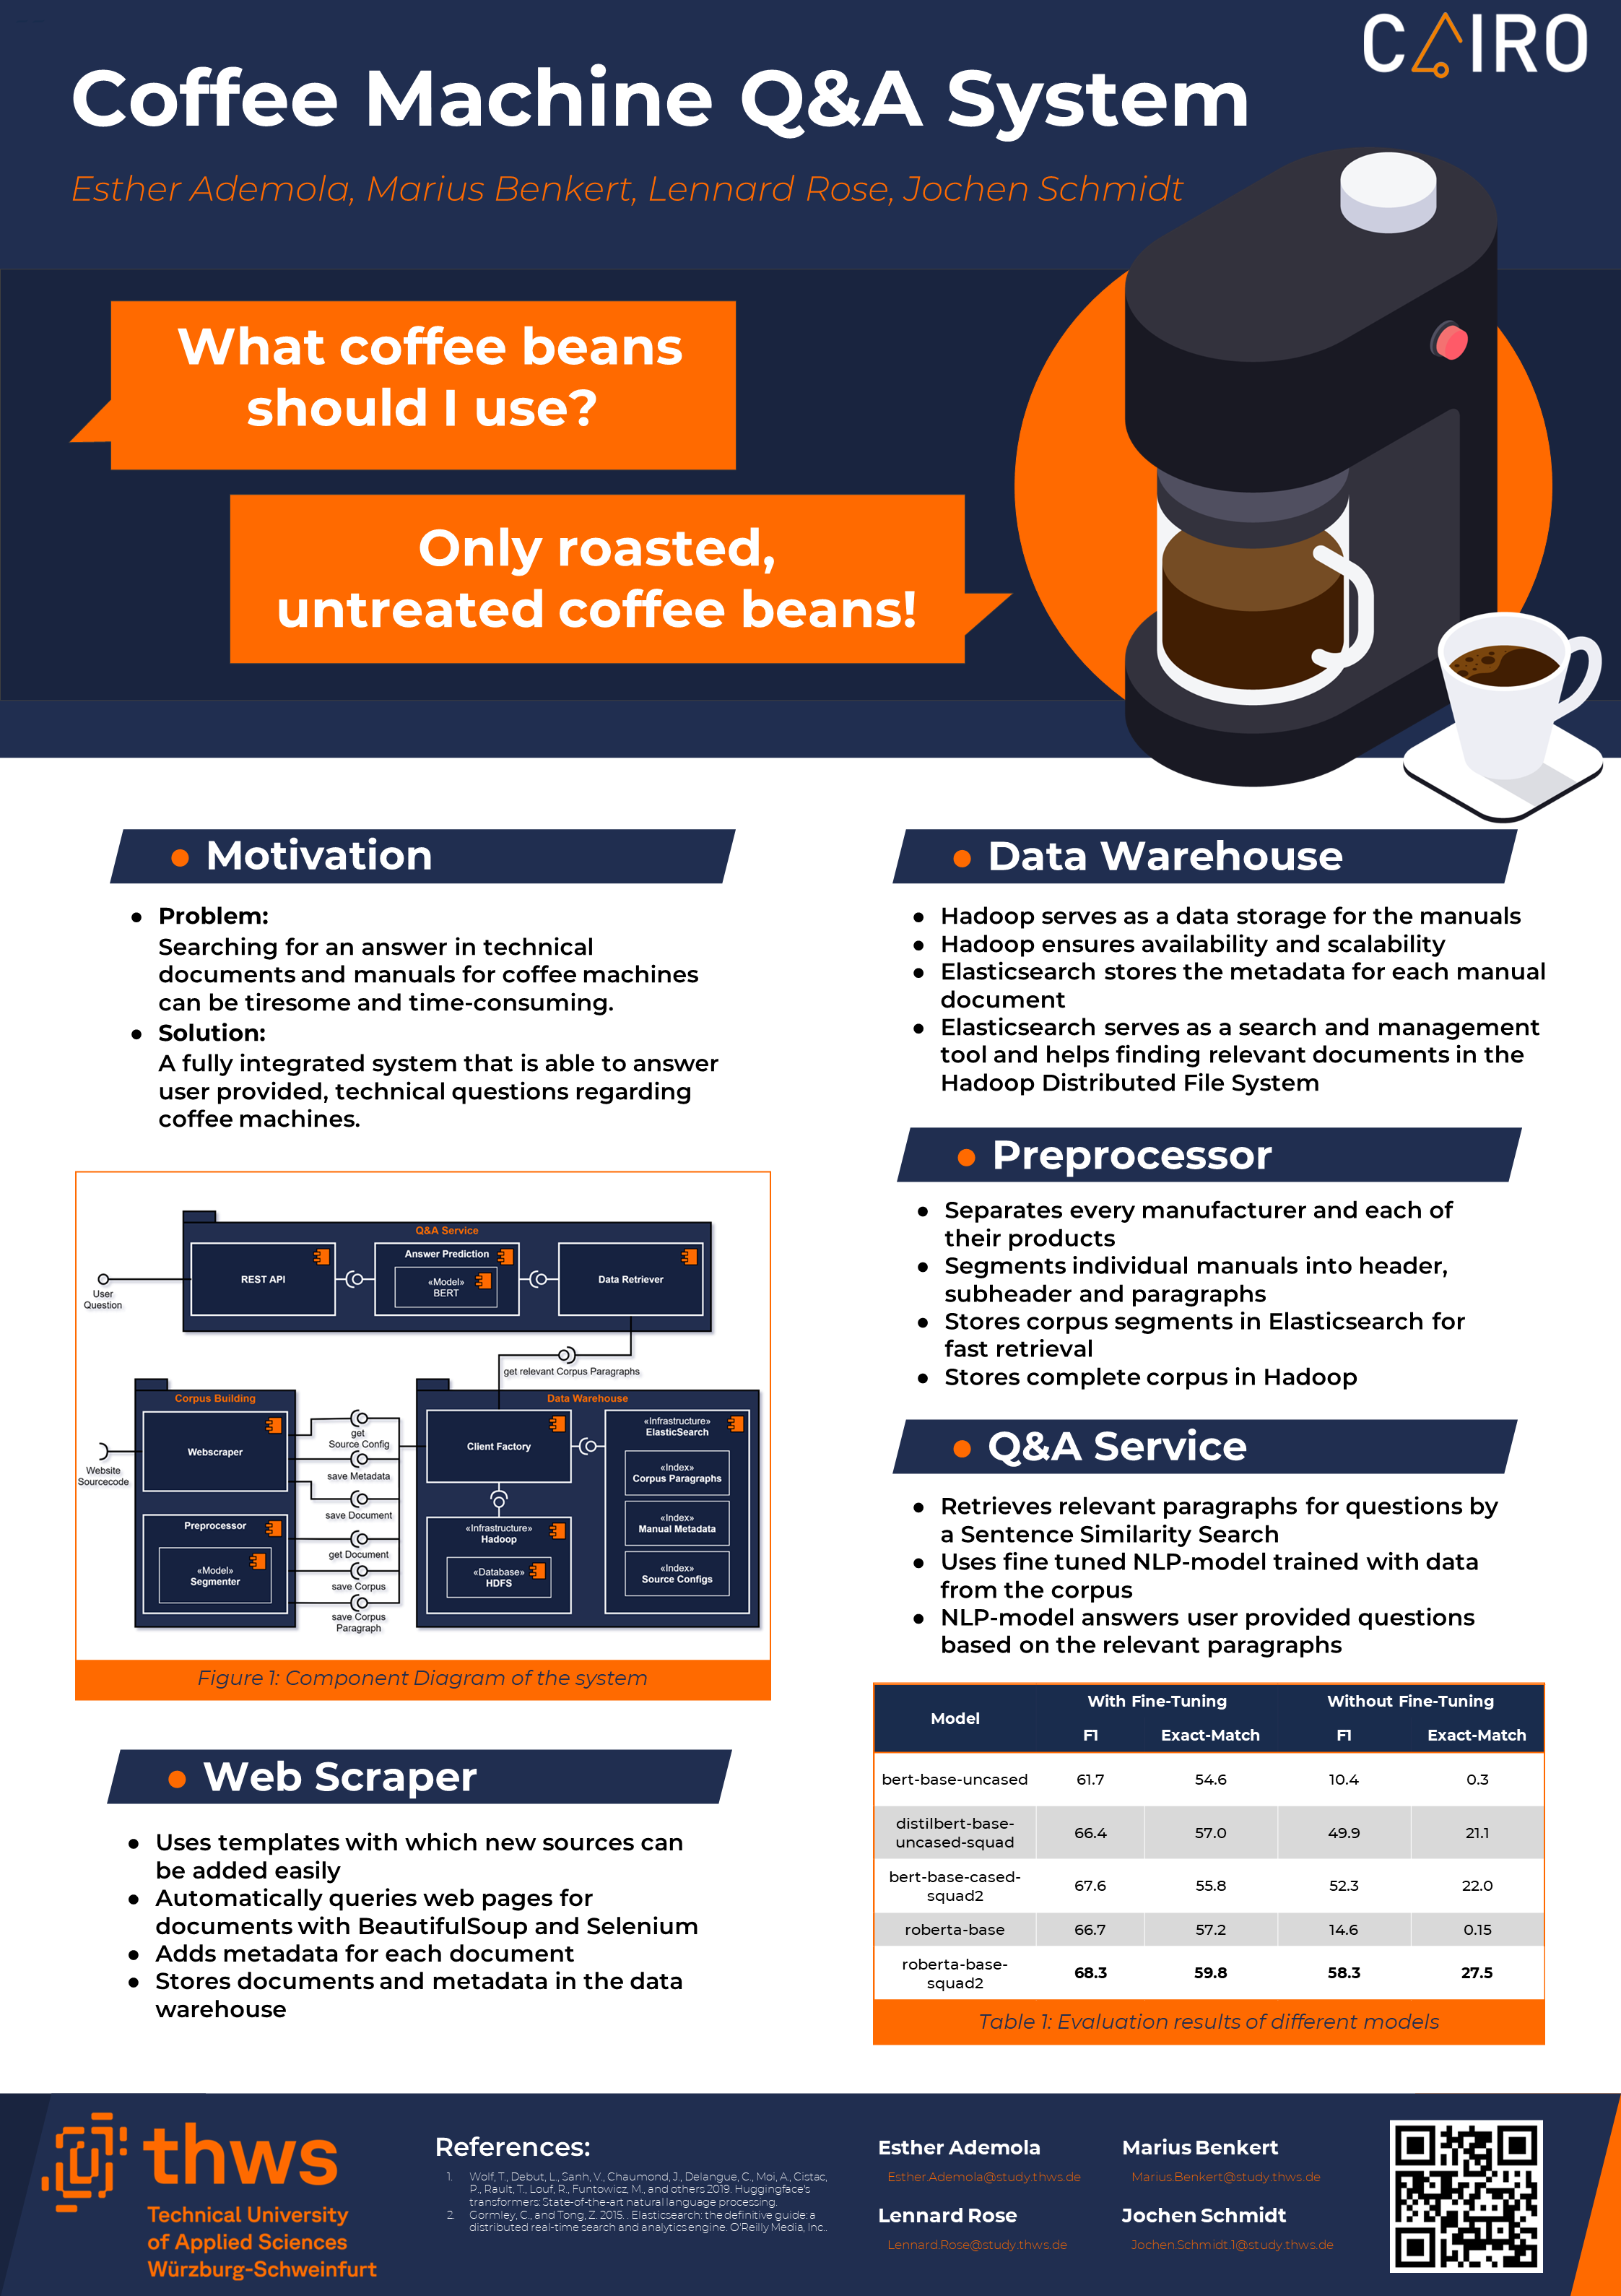 CAIRO
Coffee Machine Q&A System
Esther Ademola, Marius Benkert, Lennard Rose, Jochen Schmidt
What coffee beans
should I use?
Only roasted,
untreated coffee beans!
● Motivation
● Problem:
Searching for an answer in technical
documents and manuals for coffee machines
can be tiresome and time-consuming.
● Solution:
A fully integrated system that is able to answer
user provided, technical questions regarding
coffee machines.
Q&A Service
REST API
Answer Prediction
«Model»
BERT
Data Retriever
User
Question
get relevant Corpus Paragraphs
Corpus Building
Webscraper
Website
Sourcecode
Preprocessor
«Model»
Segmenter
get
Source Config
save Metadata
save Document
get Document
save Corpus
save Corpus
Paragraph
Data Warehouse
Client Factory
«Infrastructure»
Hadoop
«Database»
HDFS
«Infrastructure»
ElasticSearch
«Index»
Corpus Paragraphs
«Index»
Manual Metadata
«Index»
Source Configs
Figure 1: Component Diagram of the system
● Web Scraper
● Uses templates with which new sources can
be added easily
● Automatically queries web pages for
documents with BeautifulSoup and Selenium
● Adds metadata for each document
● Stores documents and metadata in the data
warehouse
● Data Warehouse
● Hadoop serves as a data storage for the manuals
● Hadoop ensures availability and scalability
● Elasticsearch stores the metadata for each manual
document
● Elasticsearch serves as a search and management
tool and helps finding relevant documents in the
Hadoop Distributed File System
● Preprocessor
● Separates every manufacturer and each of
their products
● Segments individual manuals into header,
subheader and paragraphs
● Stores corpus segments in Elasticsearch for
fast retrieval
● Stores complete corpus in Hadoop
● Q&A Service
● Retrieves relevant paragraphs for questions by
a Sentence Similarity Search
● Uses fine tuned NLP-model trained with data
from the corpus
● NLP-model answers user provided questions
based on the relevant paragraphs
Model With Fine-Tuning Without Fine-Tuning
F1 Exact-Match F1 Exact-Match
bert-base-uncased 61.7 54.6 10.4 0.3
distilbert-base-
uncased-squad 66.4 57.0 49.9 21.1
bert-base-cased-
squad2 67.6 55.8 52.3 22.0
roberta-base 66.7 57.2 14.6 0.15
roberta-base-
squad2 68.3 59.8 58.3 27.5
Table 1: Evaluation results of different models
thws
Technical University
of Applied Sciences
Würzburg-Schweinfurt
References:
1. Wolf, T., Debut, L., Sanh, V., Chaumond, J., Delangue, C., Moi, A., Cistac,
P., Rault, T., Louf, R., Funtowicz, M., and others 2019. Huggingface's
transformers: State-of-the-art natural language processing.
2. Gormley, C., and Tong, Z. 2015. . Elasticsearch: the definitive guide: a
distributed real-time search and analytics engine. O'Reilly Media, Inc..
Esther Ademola
Esther.Ademola@study.thws.de
Marius Benkert
Marius.Benkert@study.thws.de
Lennard Rose
Lennard.Rose@study.thws.de
Jochen Schmidt
Jochen.Schmidt.1@study.thws.de